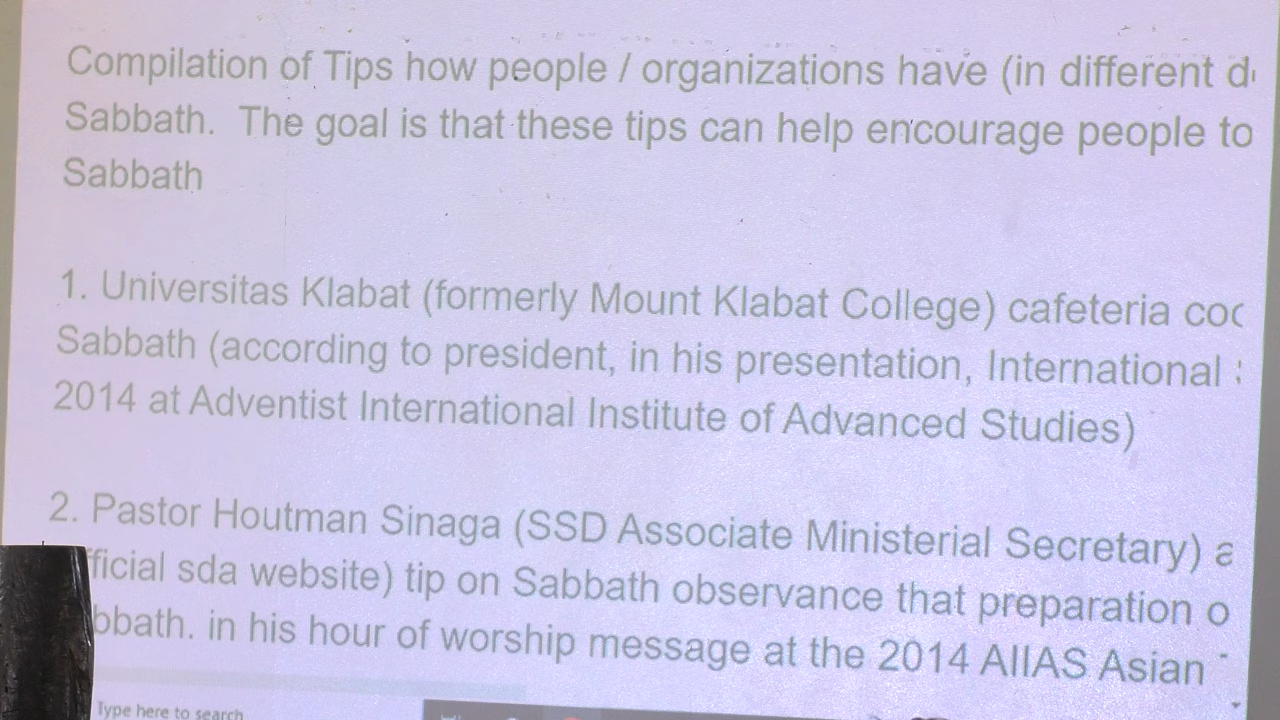 Compilation of Tips how people / organizations have (in different
Sabbath. The goal is that these tips can help encourage people to
Sabbath
1. Universitas Klabat (formerly Mount Klabat College) cafeteria
Sabbath (according to president, in his presentation, International
2014 at Adventist International Institute of Advanced Studies)
2. Pastor Houtman Sinaga (SSD Associate Ministerial Secretary)
sda website) tip on Sabbath observance that preparation
in his hour of worship message at the 2014 AIIAS Asian
Type here to search